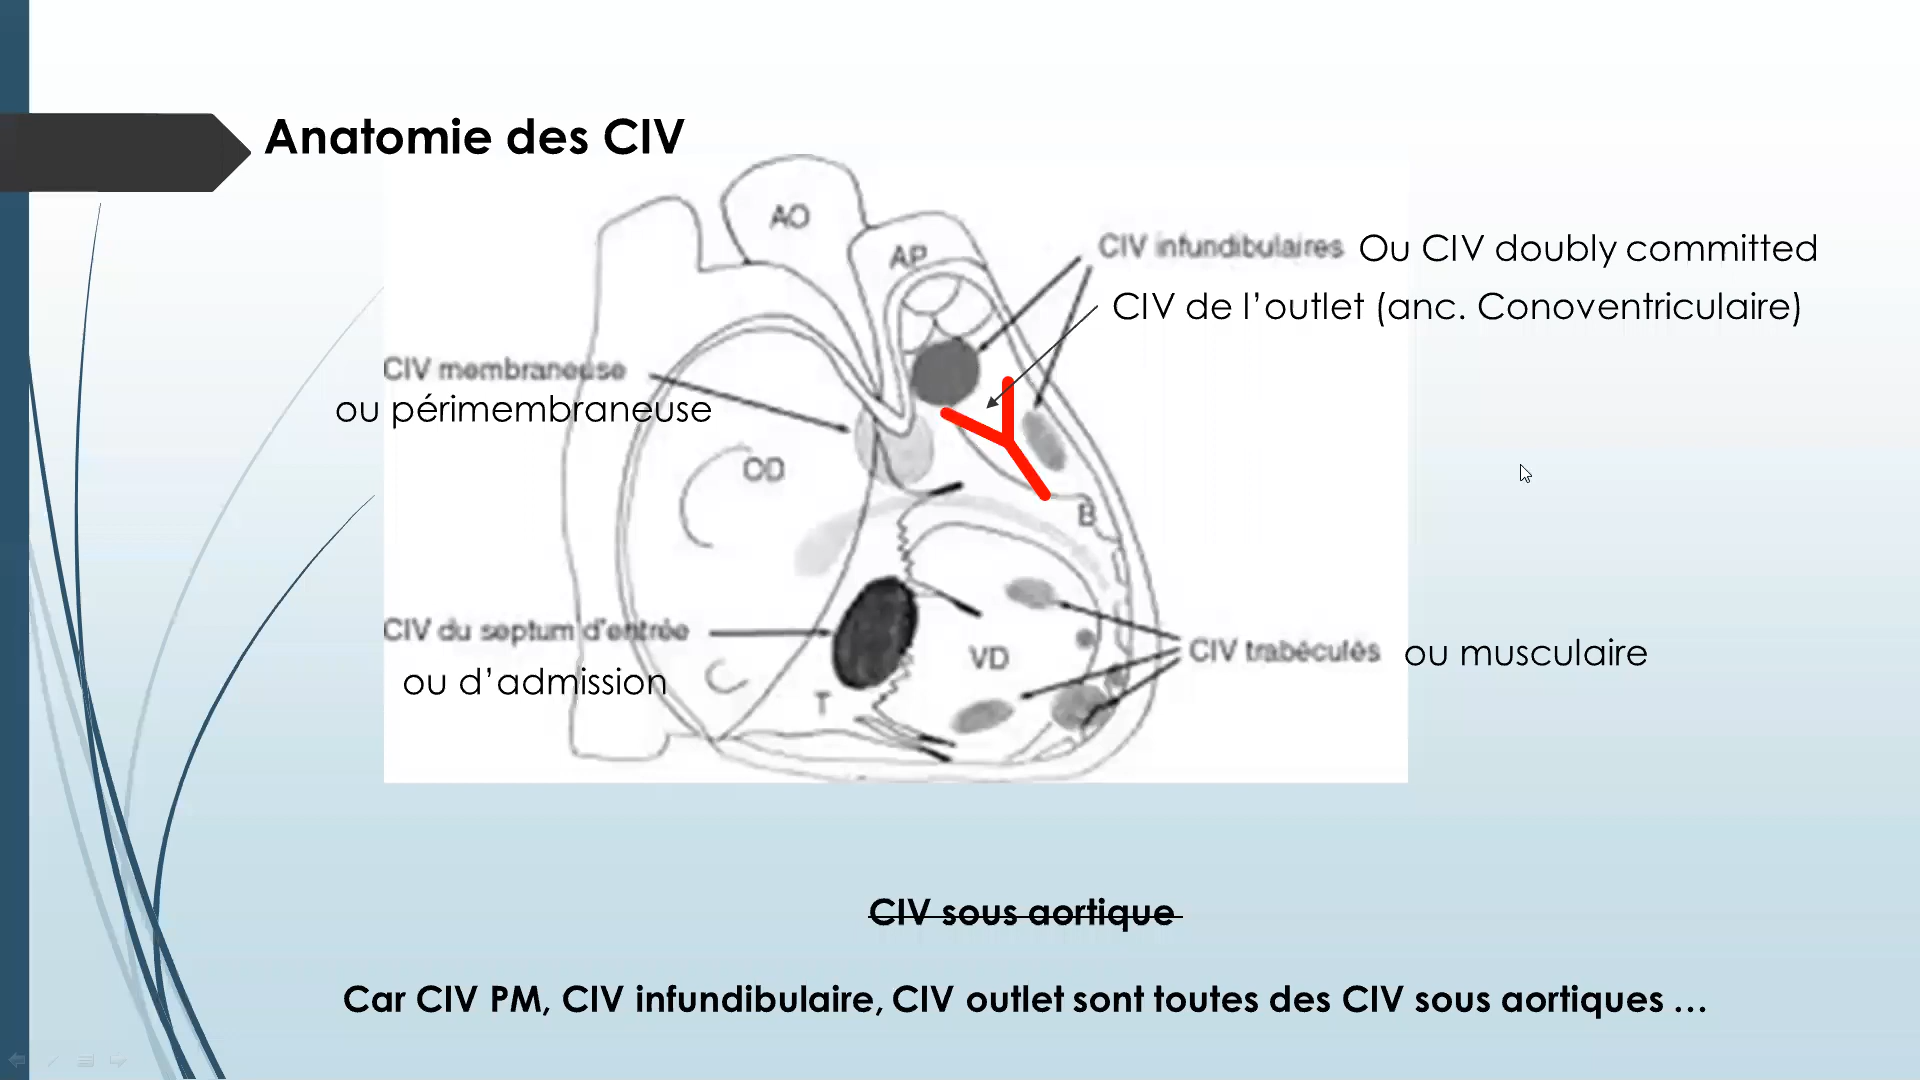 Anatomie des CIV
AO
AP
CIV infundibulaires Ou CIV doubly committed
CIV de l’outlet (anc. Conoventriculaire)
CIV membraneuse
ou périmembraneuse
OD
B
CIV du septum d'entrée
ou d’admission
VD
CIV trabéculés ou musculaire
T
CIV sous aortique
Car CIV PM, CIV infundibulaire, CIV outlet sont toutes des CIV sous aortiques …